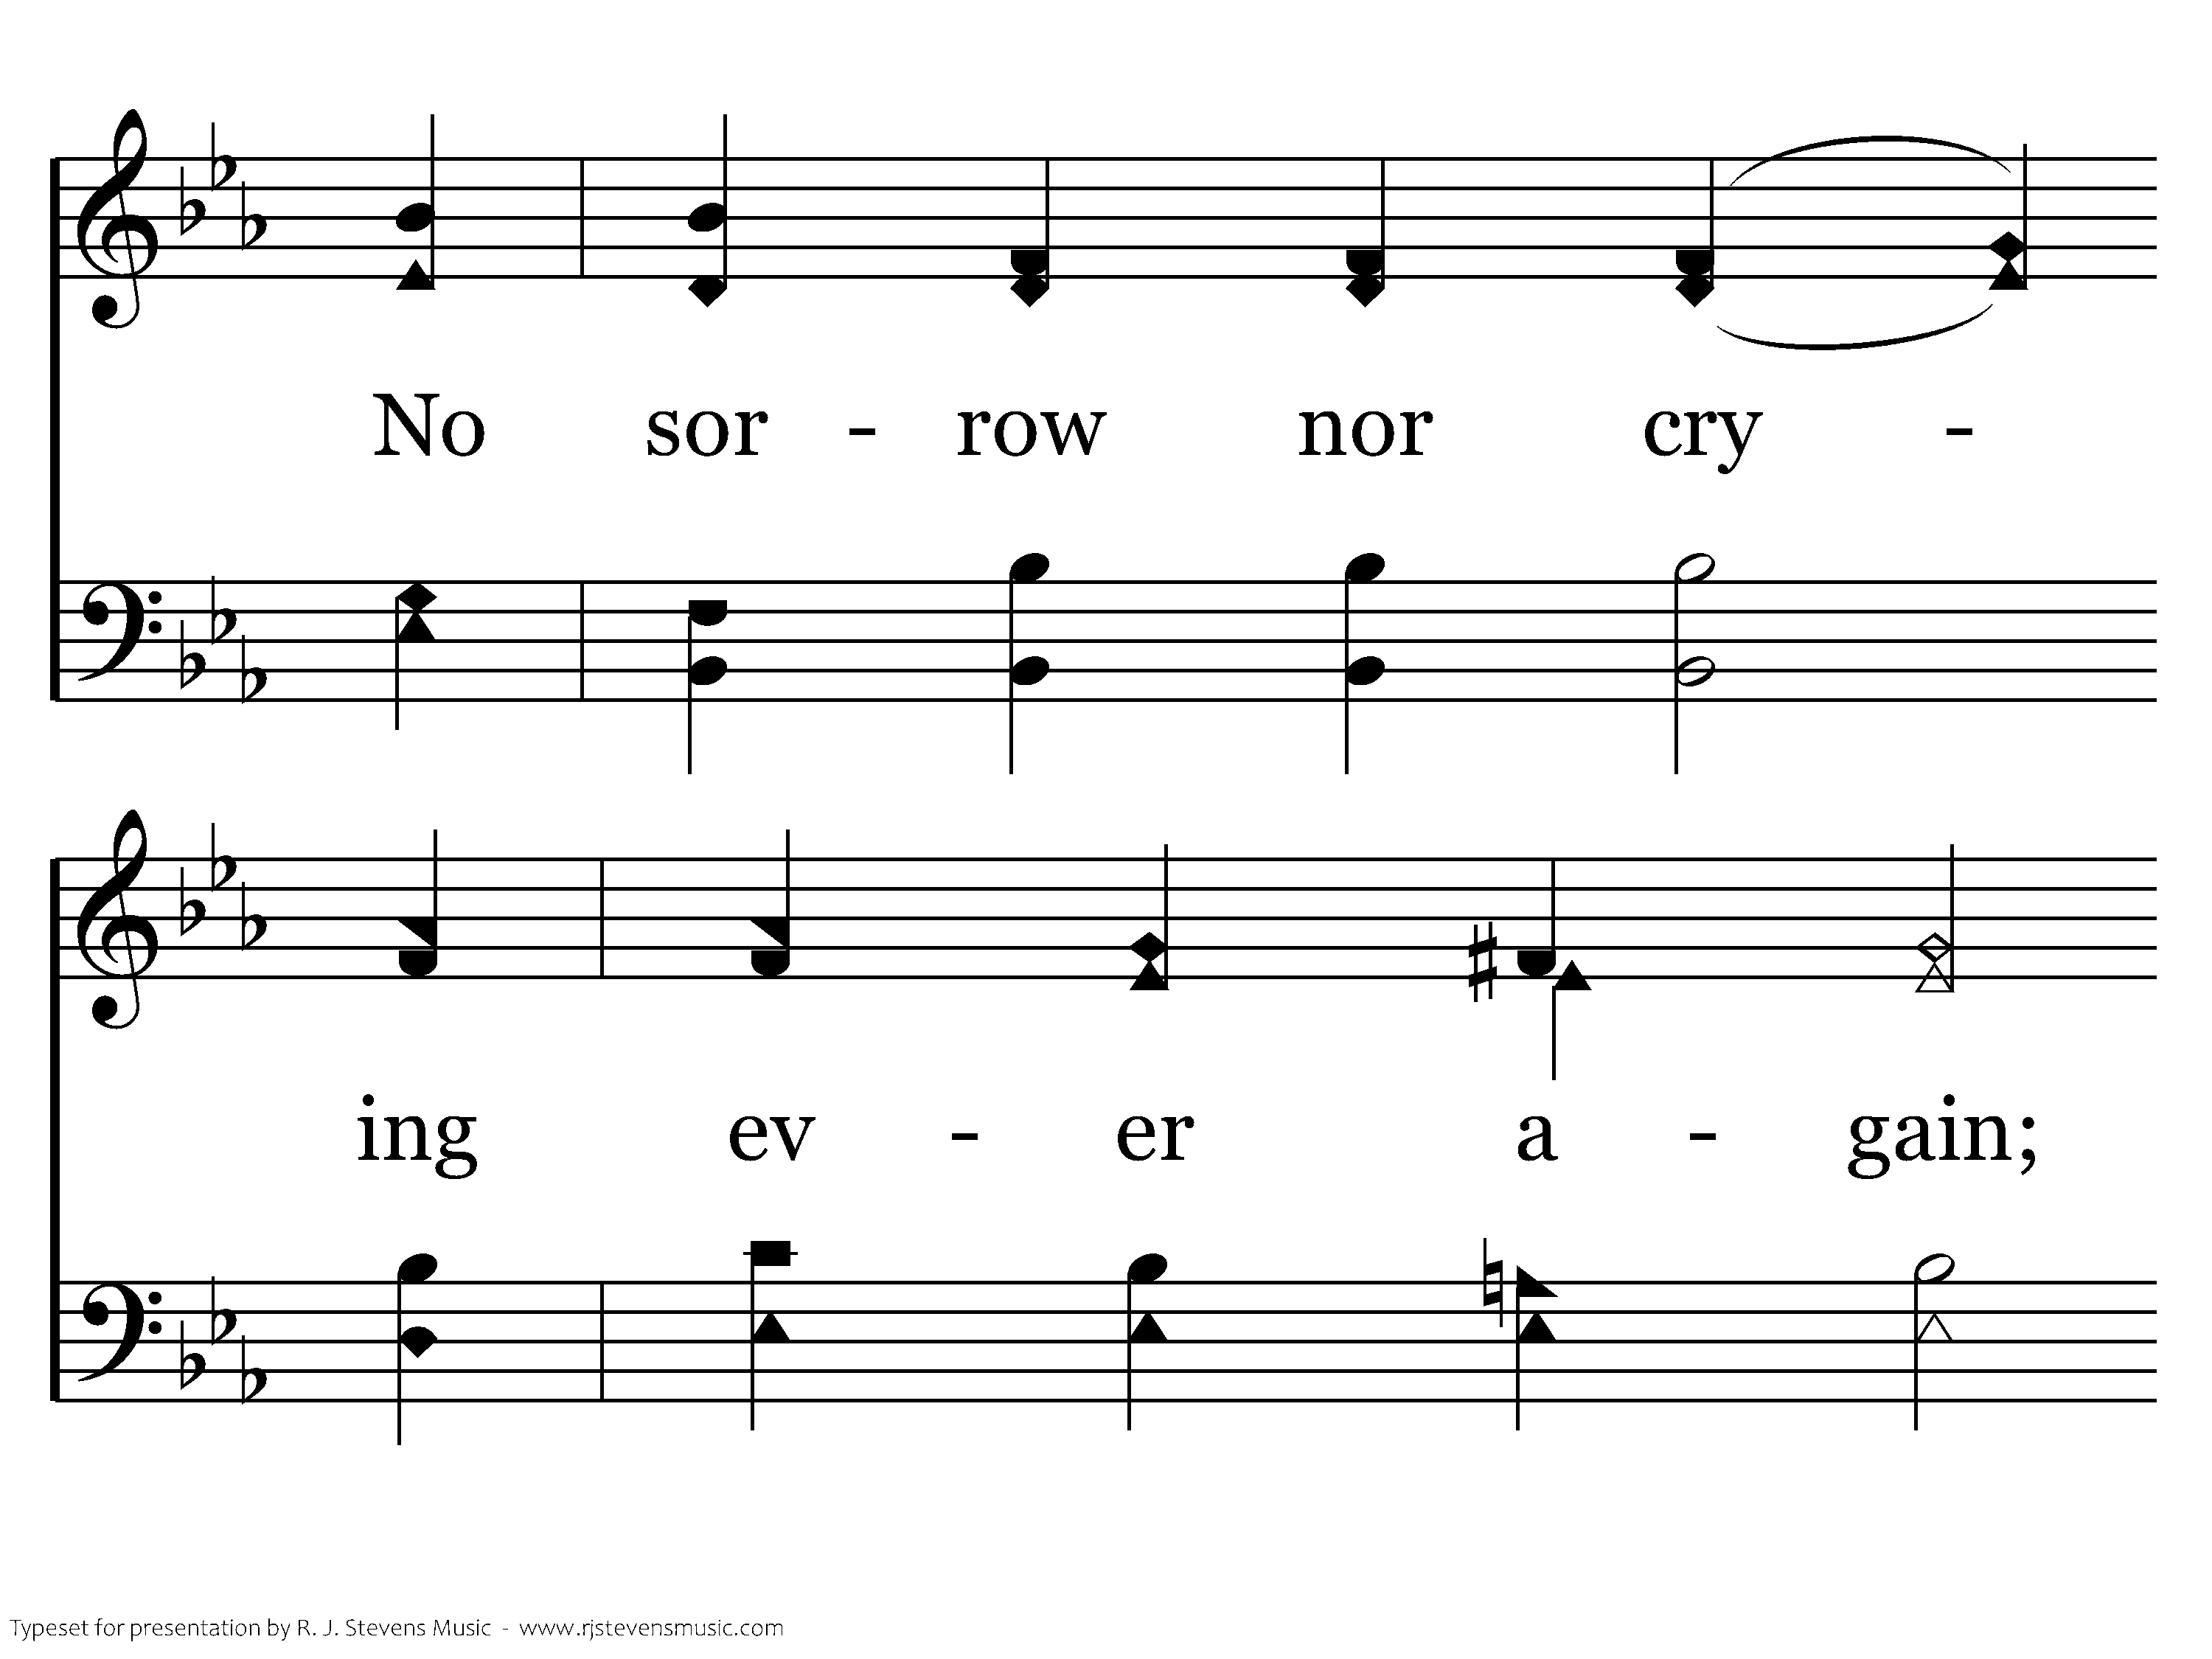 No sor - row nor cry -
ing ev - er a - gain;
Typeset for presentation by R. J. Stevens Music - www.rjstevensmusic.com